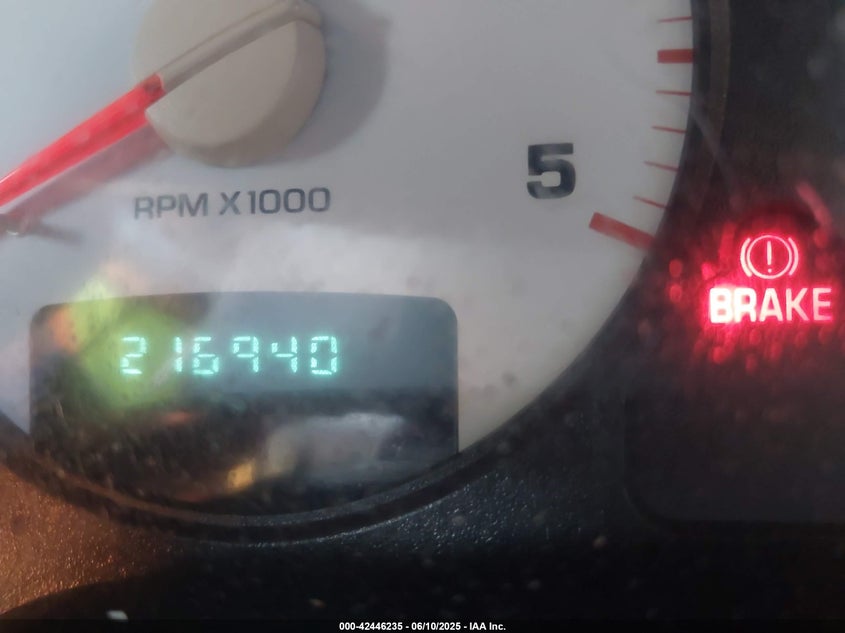 5
RPM X1000
BRAKE
216940
000-42446235 - 06/10/2025 - IAA Inc.